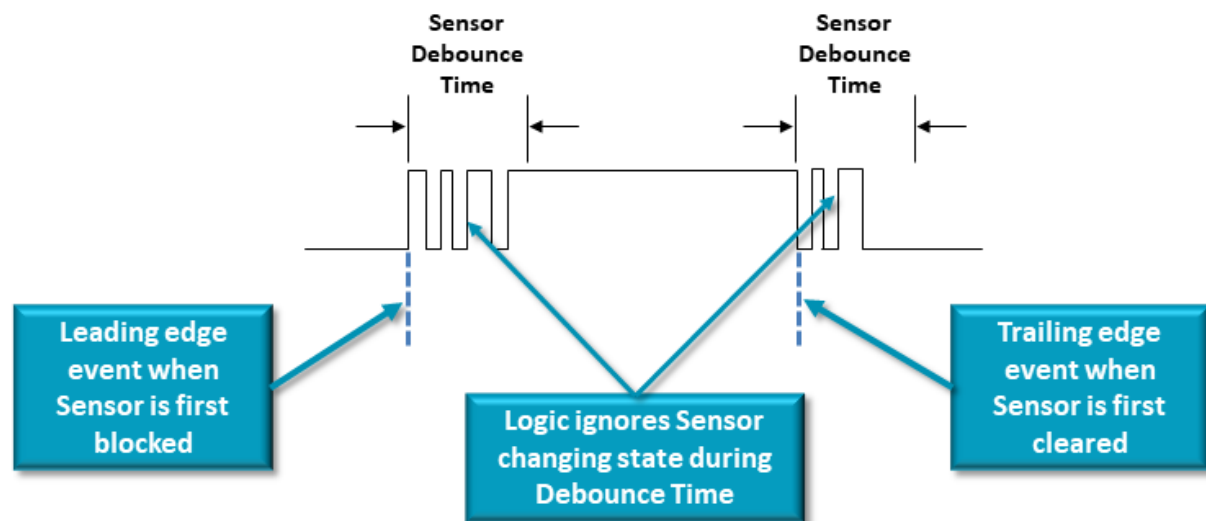 Sensor
Debounce
Time
Sensor
Debounce
Time
Leading edge
event when
Sensor is first
blocked
Logic ignores Sensor
changing state during
Debounce Time
Trailing edge
event when
Sensor is first
cleared